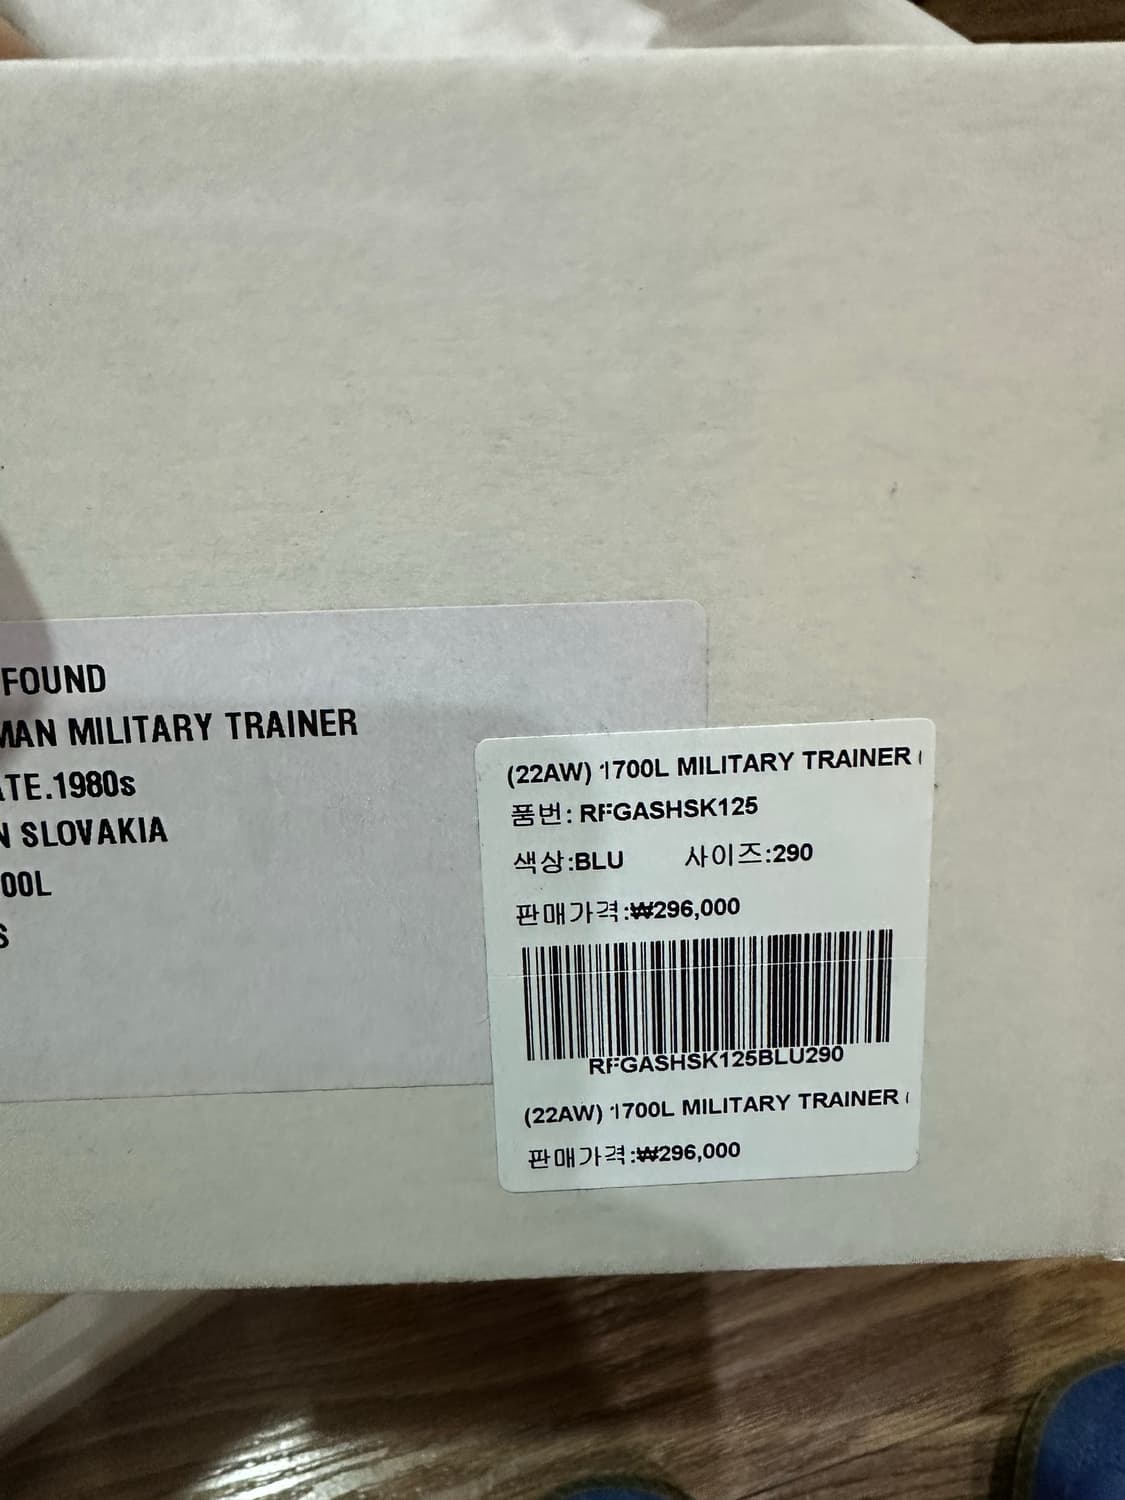 FOUND
MAN MILITARY TRAINER
ATE.1980s
N SLOVAKIA
00L
S
(22AW) 1700L MILITARY TRAINER (
품번: RFGASHSK125
색상:BLU 사이즈:290
판매가격:₩296,000
RFGASHSK125BLU290
(22AW) 1700L MILITARY TRAINER (
판매가격:₩296,000